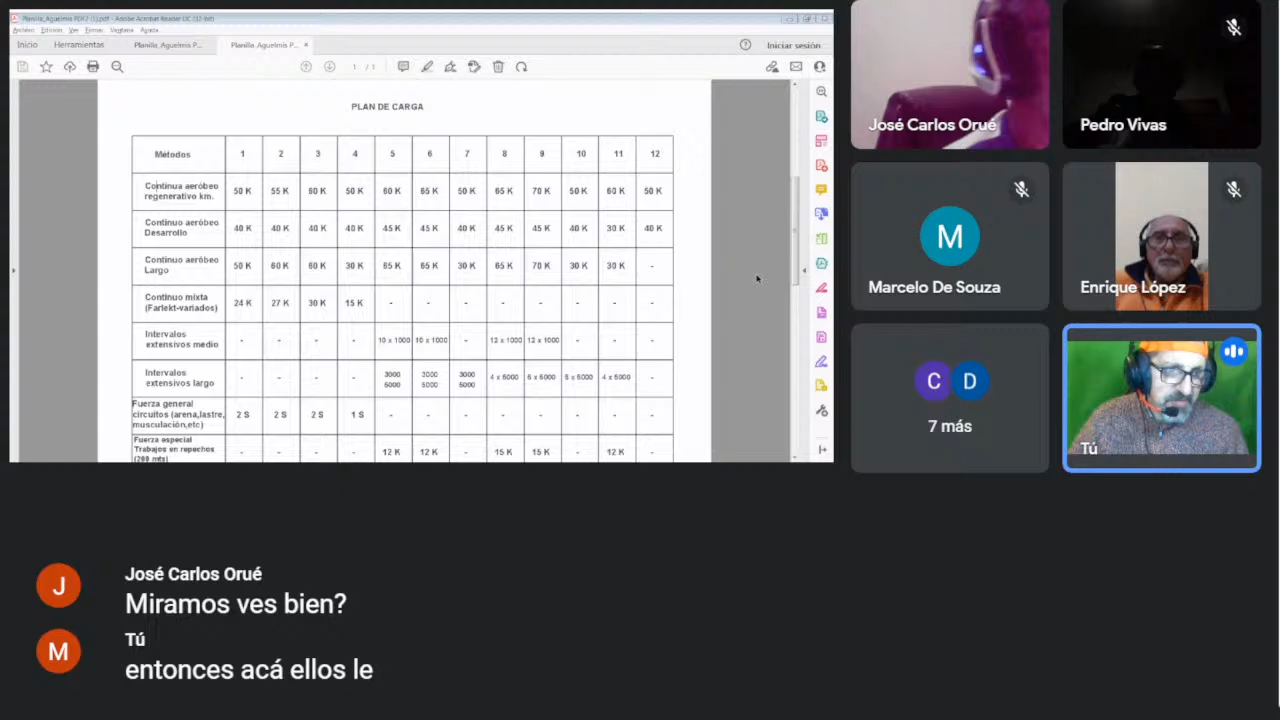 Planilla_Aguelmis PDF2 (1).pdf - Adobe Acrobat Reader DC (32-bit)
Archivo Edición Ver Firmar Ventana Ayuda
Inicio Herramientas Planilla_Aguelmis P... Planilla_Aguelmis P... × Iniciar sesión
1 / 1
PLAN DE CARGA
Métodos 1 2 3 4 5 6 7 8 9 10 11 12
Continua aeróbeo
regenerativo km. 50 K 55 K 60 K 50 K 60 K 65 K 50 K 65 K 70 K 50 K 60 K 50 K
Continuo aeróbeo
Desarrollo 40 K 40 K 40 K 40 K 45 K 45 K 40 K 45 K 45 K 40 K 30 K 40 K
Continuo aeróbeo
Largo 50 K 60 K 60 K 30 K 65 K 65 K 30 K 65 K 70 K 30 K 30 K -
Continuo mixta
(Farlekt-variados) 24 K 27 K 30 K 15 K - - - - - - - -
Intervalos
extensivos medio - - - - 10 x 1000 10 x 1000 - 12 x 1000 12 x 1000 - - -
Intervalos
extensivos largo - - - - 3000 5000 3000 5000 3000 5000 4 x 5000 5 x 5000 4 x 5000 -
Fuerza general
circuitos (arena,lastre,
musculación,etc) 2 S 2 S 2 S 1 S - - - - - - - -
Fuerza especial
Trabajos en repechos
(200 mts) - - - - 12 K 12 K - 15 K 15 K - 12 K -
José Carlos Orué
Pedro Vivas
M
Marcelo De Souza
Enrique López
C D
7 más
Tú
J
José Carlos Orué
Miramos ves bien?
M
Tú
entonces acá ellos le